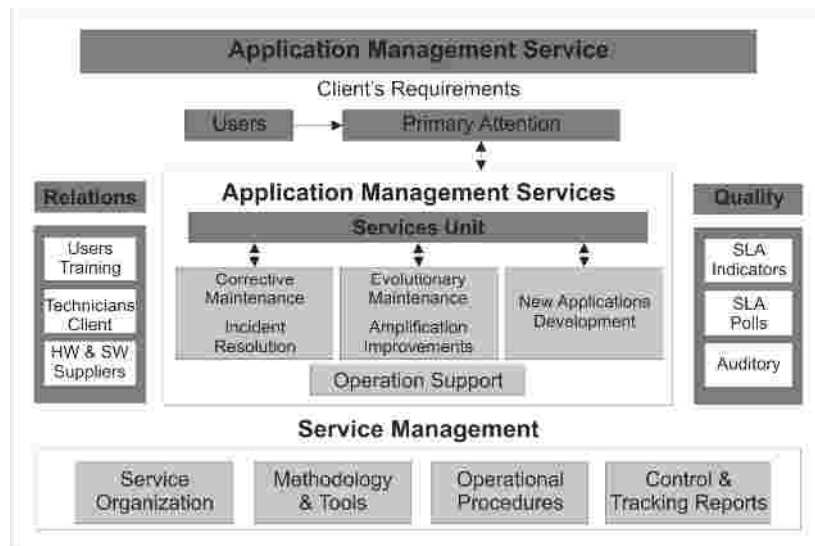 Application Management Service
Client's Requirements
Users
Primary Attention
Relations
Users
Training
Technicians
Client
HW & SW
Suppliers
Application Management Services
Services Unit
Corrective
Maintenance
Incident
Resolution
Evolutionary
Maintenance
Amplification
Improvements
New Applications
Development
Operation Support
Quality
SLA
Indicators
SLA
Polls
Auditory
Service Management
Service
Organization
Methodology
& Tools
Operational
Procedures
Control &
Tracking Reports